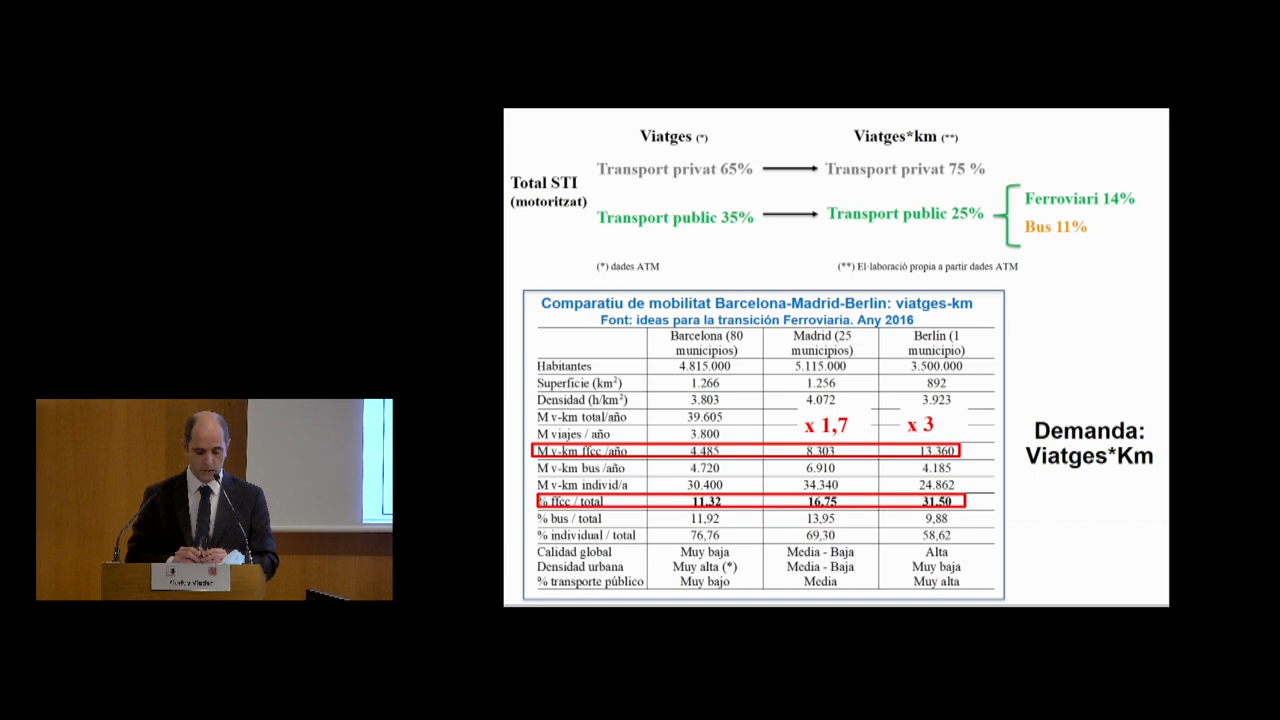 Viatges (*)
Viatges*km (**)
Total STI
(motoritzat)
Transport privat 65%
Transport privat 75 %
Transport public 35%
Transport public 25%
Ferroviari 14%
Bus 11%
(*) dades ATM
(**) El·laboració propia a partir dades ATM
Comparatiu de mobilitat Barcelona-Madrid-Berlin: viatges-km
Font: ideas para la transición Ferroviaria. Any 2016
Barcelona (80 municipios) Madrid (25 municipios) Berlín (1 municipio)
Habitantes 4.815.000 5.115.000 3.500.000
Superficie (km²) 1.266 1.256 892
Densidad (h/km²) 3.803 4.072 3.923
M v-km total/año 39.605
M viajes / año 3.800
x 1,7 x 3
M v-km ffcc /año 4.485 8.303 13.360
M v-km bus /año 4.720 6.910 4.185
M v-km individ/a 30.400 34.340 24.862
% ffcc / total 11,32 16,75 31,50
% bus / total 11,92 13,95 9,88
% individual / total 76,76 69,30 58,62
Calidad global Muy baja Media - Baja Alta
Densidad urbana Muy alta (*) Media - Baja Muy baja
% transporte público Muy bajo Media Muy alta
Demanda:
Viatges*Km